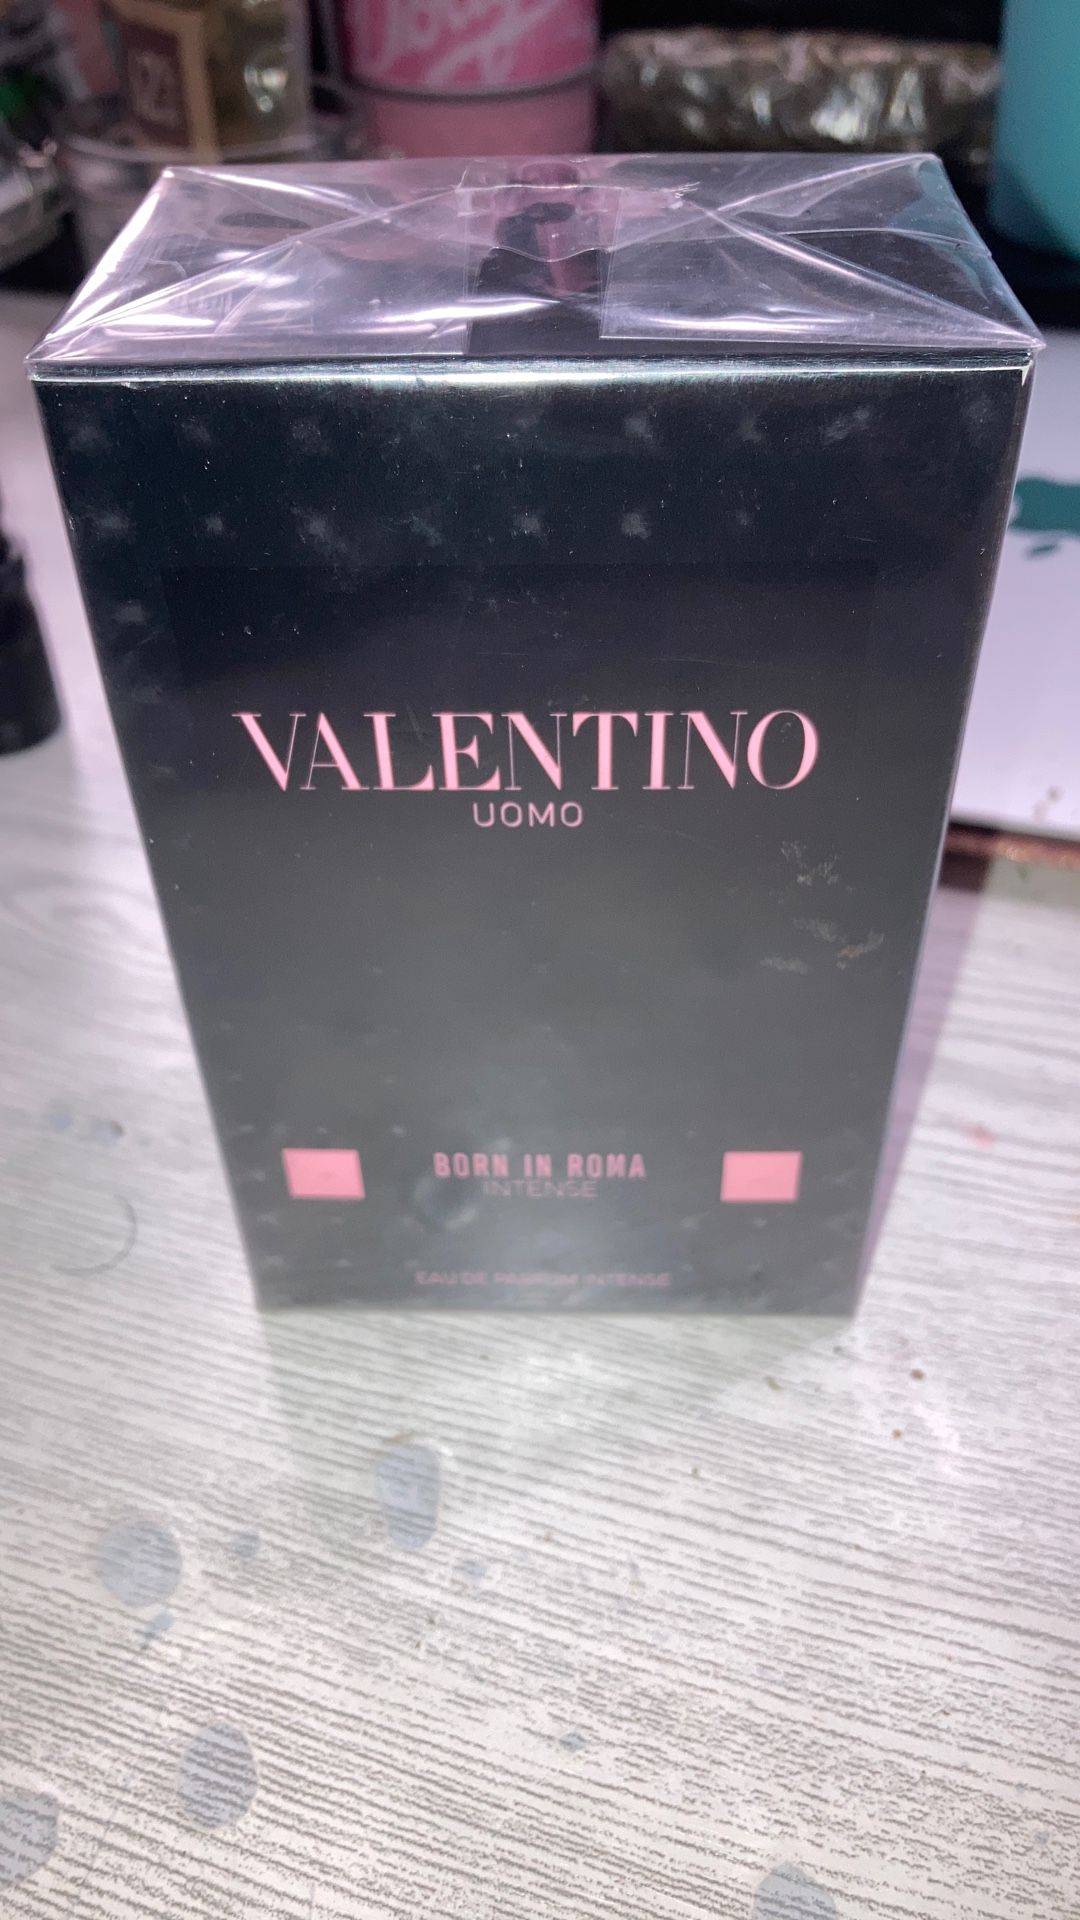 VALENTINO
UOMO
BORN IN ROMA
INTENSE
EAU DE PARFUM INTENSE